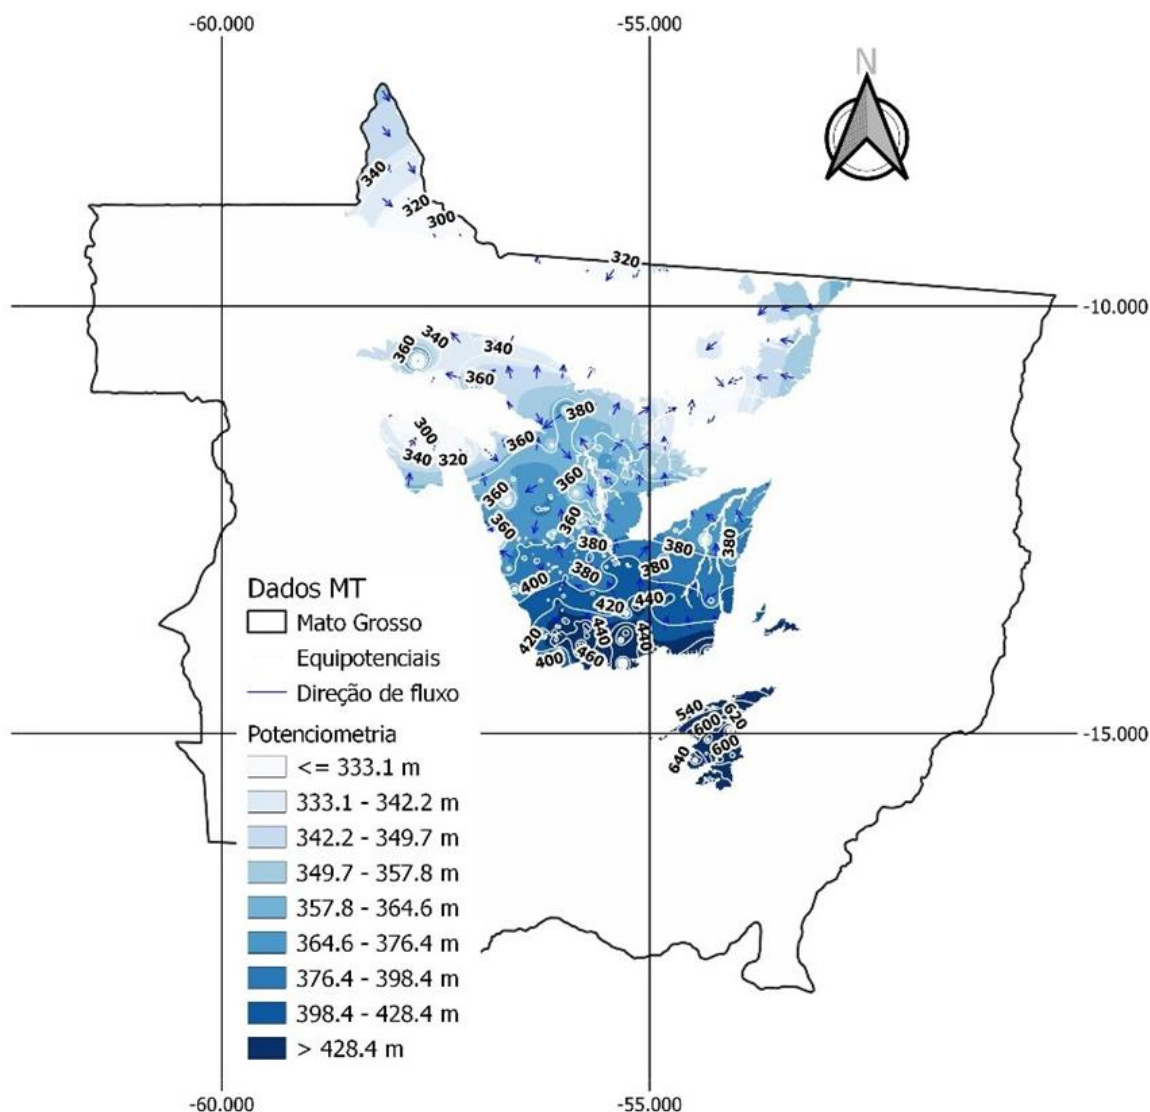 -60.000
-55.000
N
340
320
300
320
-10.000
340
360
340
360
380
300
360
340
320
360
360
360
360
380
380
380
380
380
400
420
440
420
440
440
400
460
Dados MT
Mato Grosso
Equipotenciais
Direção de fluxo
540
620
600
600
640
-15.000
Potenciometria
<= 333.1 m
333.1 - 342.2 m
342.2 - 349.7 m
349.7 - 357.8 m
357.8 - 364.6 m
364.6 - 376.4 m
376.4 - 398.4 m
398.4 - 428.4 m
> 428.4 m
-60.000
-55.000